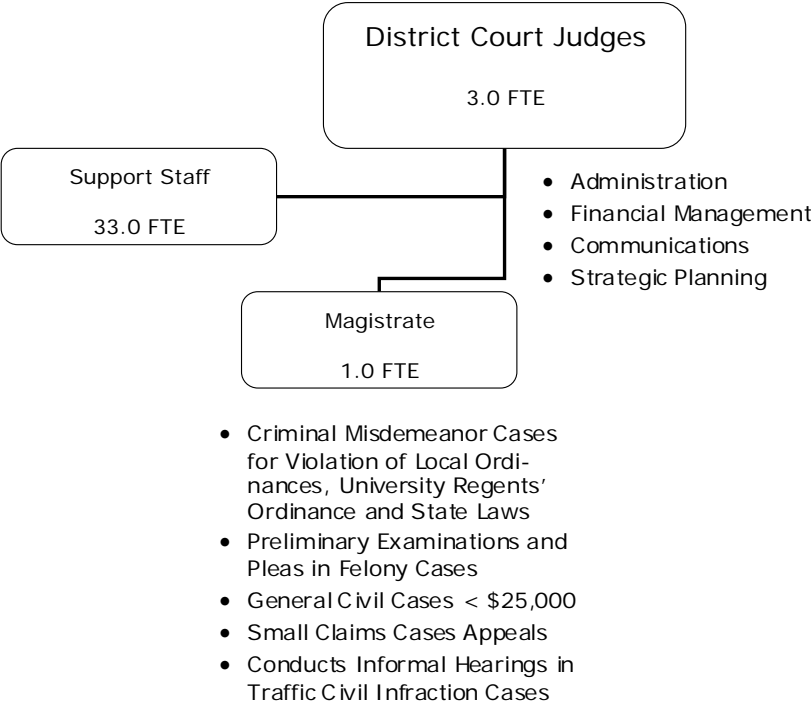 District Court Judges
3.0 FTE
Support Staff
33.0 FTE
• Administration
• Financial Management
• Communications
• Strategic Planning
Magistrate
1.0 FTE
• Criminal Misdemeanor Cases
for Violation of Local Ordi-
nances, University Regents’
Ordinance and State Laws
• Preliminary Examinations and
Pleas in Felony Cases
• General Civil Cases < $25,000
• Small Claims Cases Appeals
• Conducts Informal Hearings in
Traffic Civil Infraction Cases